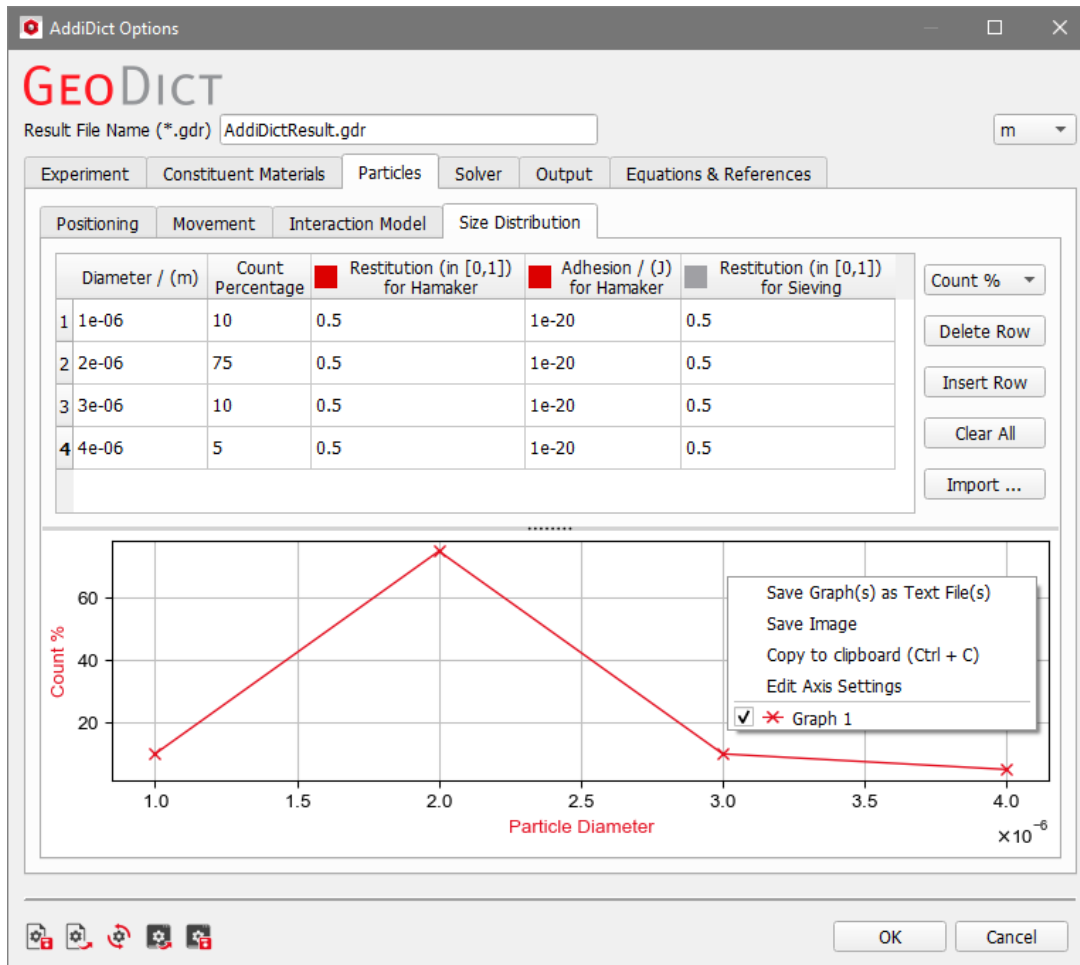 AddiDict Options
GEODICT
Result File Name (*.gdr) AddiDictResult.gdr m
Experiment Constituent Materials Particles Solver Output Equations & References
Positioning Movement Interaction Model Size Distribution
Diameter / (m) Count Percentage Restitution (in [0,1]) for Hamaker Adhesion / (J) for Hamaker Restitution (in [0,1]) for Sieving
1 1e-06 10 0.5 1e-20 0.5
2 2e-06 75 0.5 1e-20 0.5
3 3e-06 10 0.5 1e-20 0.5
4 4e-06 5 0.5 1e-20 0.5
Count %
Delete Row
Insert Row
Clear All
Import ...
Count %
60
40
20
Save Graph(s) as Text File(s)
Save Image
Copy to clipboard (Ctrl + C)
Edit Axis Settings
Graph 1
1.0 1.5 2.0 2.5 3.0 3.5 4.0
Particle Diameter
×10⁻⁶
OK Cancel